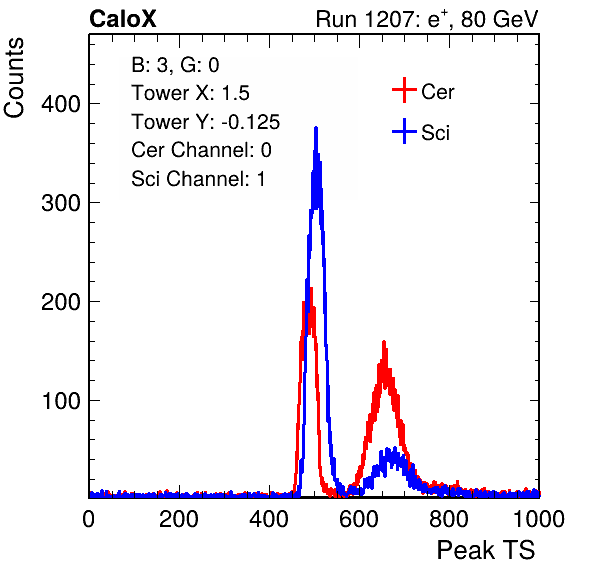 CaloX Run 1207: e⁺, 80 GeV
Counts
B: 3, G: 0
Tower X: 1.5
Tower Y: -0.125
Cer Channel: 0
Sci Channel: 1
Cer
Sci
400
300
200
100
0 200 400 600 800 1000
Peak TS